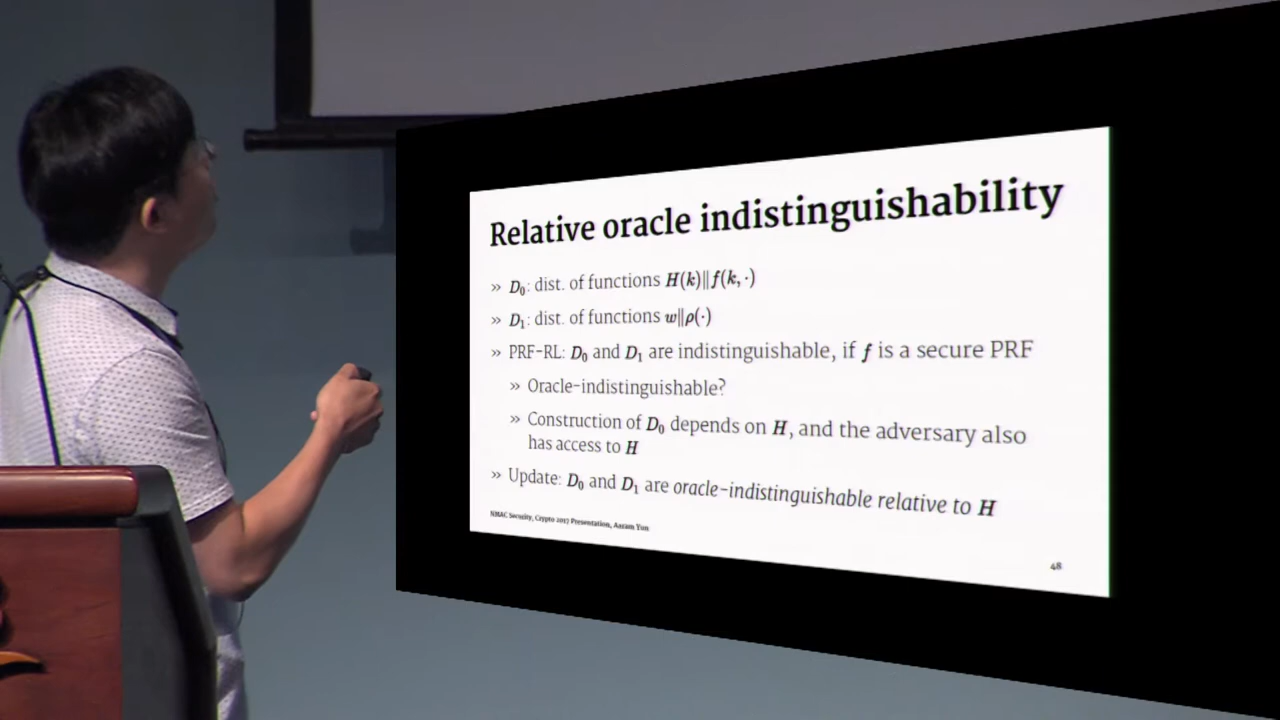 Relative oracle indistinguishability
» D₀: dist. of functions H(k)||f(k, ·)
» D₁: dist. of functions w||ρ(·)
» PRF-RL: D₀ and D₁ are indistinguishable, if f is a secure PRF
» Oracle-indistinguishable?
» Construction of D₀ depends on H, and the adversary also
has access to H
» Update: D₀ and D₁ are oracle-indistinguishable relative to H
NMAC Security, Crypto 2017 Presentation, Aaram Yun
48